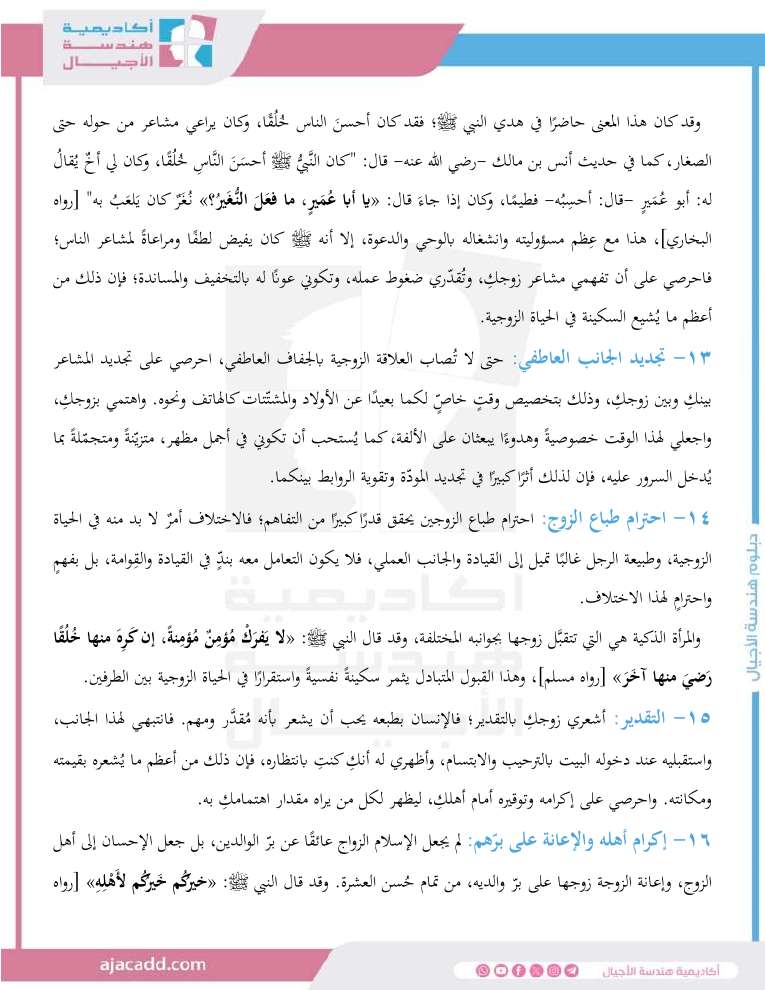 أكاديمية
هندسة
الأجيال
وقد كان هذا المعنى حاضرًا في هدي النبي ﷺ؛ فقد كان أحسنَ الناس خُلُقًا، وكان يراعي مشاعر من حوله حتى
الصغار، كما في حديث أنس بن مالك -رضي الله عنه- قال: "كان النَّبيُّ ﷺ أحسَنَ النَّاسِ خُلُقًا، وكان لي أخٌ يُقالُ
له: أبو عُمَيرٍ -قال: أحسِبُه- فطيمًا، وكان إذا جاءَ قال: «يا أبا عُمَيرٍ، ما فعَلَ النُّغَيرُ؟» نُغَرٌ كان يَلعَبُ به" [رواه
البخاري]، هذا مع عِظم مسؤوليته وانشغاله بالوحي والدعوة، إلا أنه ﷺ كان يفيض لطفًا ومراعاةً لمشاعر الناس؛
فاحرصي على أن تفهمي مشاعر زوجكِ، وتُقدّري ضغوط عمله، وتكوني عونًا له بالتخفيف والمساندة؛ فإن ذلك من
أعظم ما يُشيع السكينة في الحياة الزوجية.
١٣- تجديد الجانب العاطفي: حتى لا تُصاب العلاقة الزوجية بالجفاف العاطفي، احرصي على تجديد المشاعر
بينكِ وبين زوجكِ، وذلك بتخصيص وقتٍ خاصٍّ لكما بعيدًا عن الأولاد والمشتّتات كالهاتف ونحوه. واهتمي بزوجكِ،
واجعلي لهذا الوقت خصوصيةً وهدوءًا يبعثان على الألفة، كما يُستحب أن تكوني في أجمل مظهر، متزيّنةً ومتجمّلةً بما
يُدخل السرور عليه، فإن لذلك أثرًا كبيرًا في تجديد المودّة وتقوية الروابط بينكما.
١٤- احترام طباع الزوج: احترام طباع الزوجين يحقق قدرًا كبيرًا من التفاهم؛ فالاختلاف أمرٌ لا بد منه في الحياة
الزوجية، وطبيعة الرجل غالبًا تميل إلى القيادة والجانب العملي، فلا يكون التعامل معه بندٍّ في القيادة والقِوامة، بل بفهمٍ
واحترامٍ لهذا الاختلاف.
والمرأة الذكية هي التي تتقبَّل زوجها بجوانبه المختلفة، وقد قال النبي ﷺ: «لا يَفرَكْ مُؤمِنٌ مُؤمِنةً، إن كَرِهَ منها خُلُقًا
رَضيَ منها آخَرَ» [رواه مسلم]، وهذا القبول المتبادل يثمر سكينةً نفسيةً واستقرارًا في الحياة الزوجية بين الطرفين.
١٥- التقدير: أشعري زوجكِ بالتقدير؛ فالإنسان بطبعه يحب أن يشعر بأنه مُقدَّر ومهم. فانتبهي لهذا الجانب،
واستقبليه عند دخوله البيت بالترحيب والابتسام، وأظهري له أنكِ كنتِ بانتظاره، فإن ذلك من أعظم ما يُشعره بقيمته
ومكانته. واحرصي على إكرامه وتوقيره أمام أهلكِ، ليظهر لكل من يراه مقدار اهتمامكِ به.
١٦- إكرام أهله والإعانة على برّهم: لم يجعل الإسلام الزواج عائقًا عن برّ الوالدين، بل جعل الإحسان إلى أهل
الزوج، وإعانة الزوجة زوجها على برّ والديه، من تمام حُسن العشرة. وقد قال النبي ﷺ: «خيرُكُم خَيرُكُم لأَهْلِهِ» [رواه
أكاديمية
هندسة
الأجيال
دبلوم هندسة الأجيال
أكاديمية هندسة الأجيال
ajacadd.com